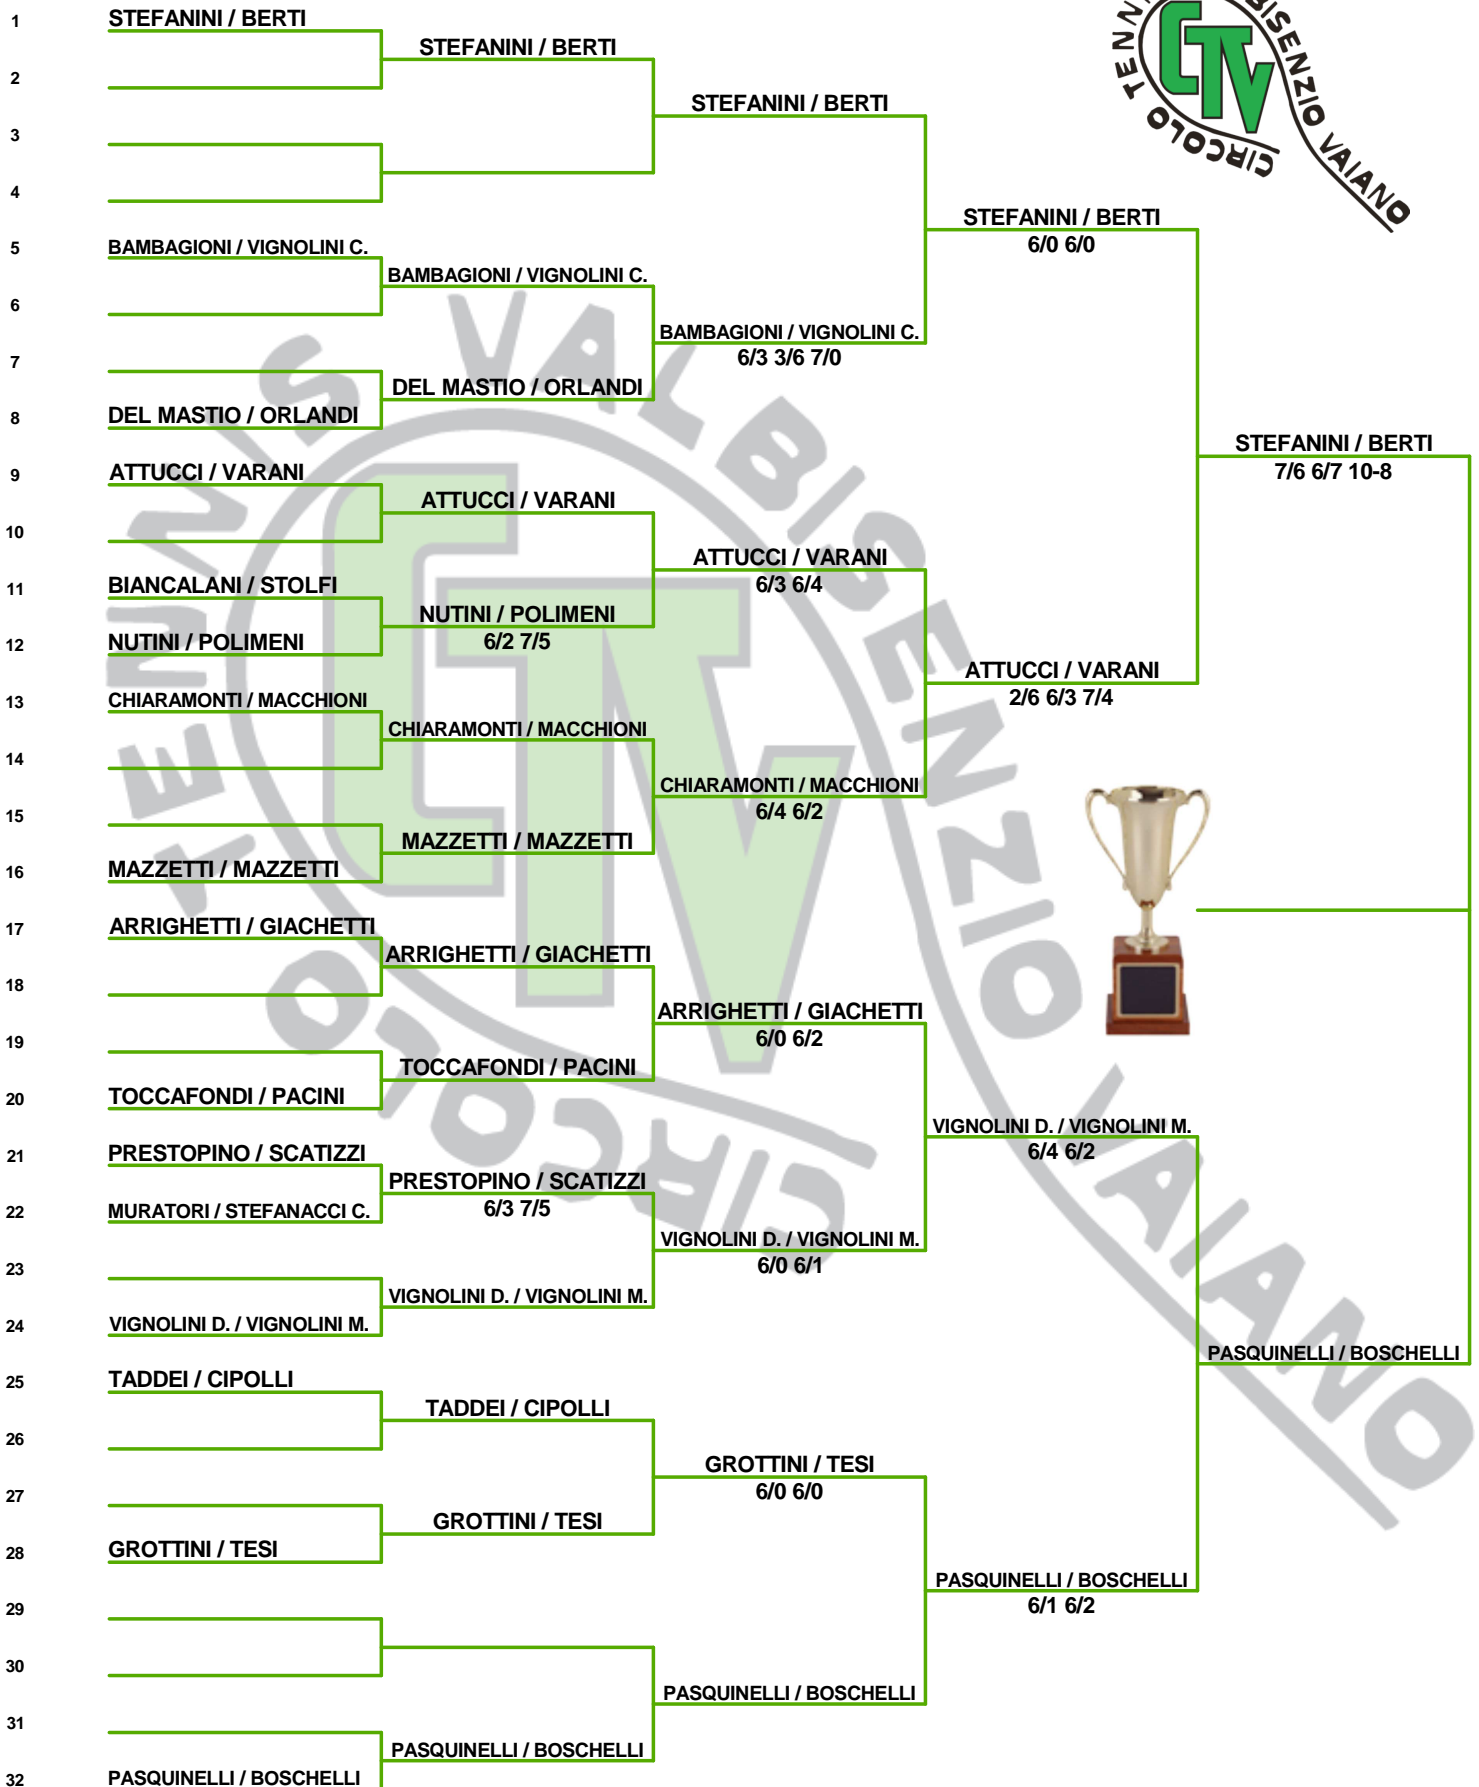 1 STEFANINI / BERTI
STEFANINI / BERTI
2
STEFANINI / BERTI
3
4
STEFANINI / BERTI
6/0 6/0
5 BAMBAGIONI / VIGNOLINI C.
BAMBAGIONI / VIGNOLINI C.
6
BAMBAGIONI / VIGNOLINI C.
6/3 3/6 7/0
7
DEL MASTIO / ORLANDI
8 DEL MASTIO / ORLANDI
STEFANINI / BERTI
7/6 6/7 10-8
9 ATTUCCI / VARANI
ATTUCCI / VARANI
10
ATTUCCI / VARANI
6/3 6/4
11 BIANCALANI / STOLFI
NUTINI / POLIMENI
6/2 7/5
12 NUTINI / POLIMENI
ATTUCCI / VARANI
2/6 6/3 7/4
13 CHIARAMONTI / MACCHIONI
CHIARAMONTI / MACCHIONI
14
CHIARAMONTI / MACCHIONI
6/4 6/2
15
MAZZETTI / MAZZETTI
16 MAZZETTI / MAZZETTI
17 ARRIGHETTI / GIACHETTI
ARRIGHETTI / GIACHETTI
18
ARRIGHETTI / GIACHETTI
6/0 6/2
19
TOCCAFONDI / PACINI
20 TOCCAFONDI / PACINI
VIGNOLINI D. / VIGNOLINI M.
6/4 6/2
21 PRESTOPINO / SCATIZZI
PRESTOPINO / SCATIZZI
6/3 7/5
22 MURATORI / STEFANACCI C.
VIGNOLINI D. / VIGNOLINI M.
6/0 6/1
23
VIGNOLINI D. / VIGNOLINI M.
24 VIGNOLINI D. / VIGNOLINI M.
PASQUINELLI / BOSCHELLI
25 TADDEI / CIPOLLI
TADDEI / CIPOLLI
26
GROTTINI / TESI
6/0 6/0
27
GROTTINI / TESI
28 GROTTINI / TESI
PASQUINELLI / BOSCHELLI
6/1 6/2
29
30
PASQUINELLI / BOSCHELLI
31
PASQUINELLI / BOSCHELLI
32 PASQUINELLI / BOSCHELLI
CIRCOLO TENNIS VALBISENZIO VAIANO
CTV